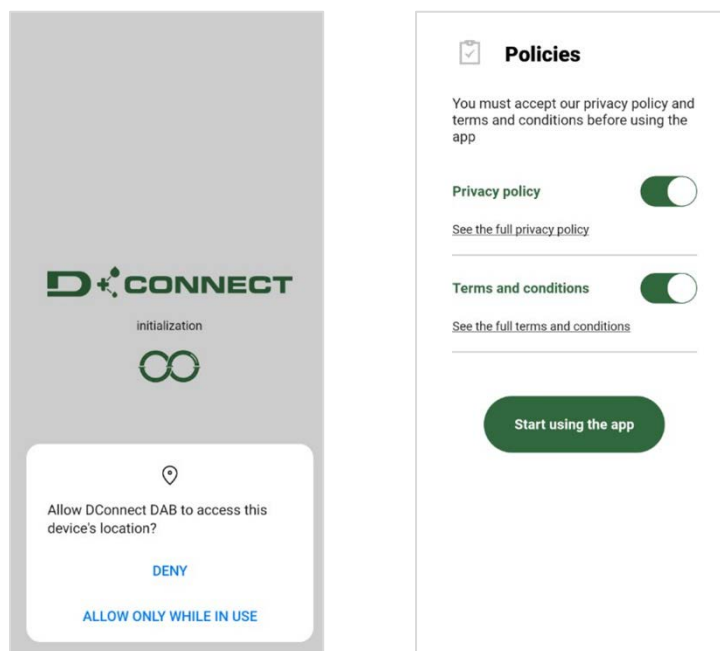 D+CONNECT
initialization
Allow DConnect DAB to access this
device's location?
DENY
ALLOW ONLY WHILE IN USE
Policies
You must accept our privacy policy and
terms and conditions before using the
app
Privacy policy
See the full privacy policy
Terms and conditions
See the full terms and conditions
Start using the app